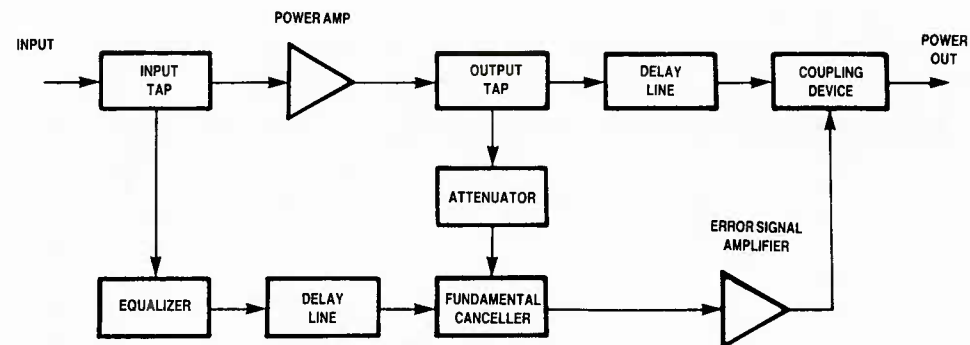 POWER AMP
INPUT
POWER
OUT
INPUT
TAP
OUTPUT
TAP
DELAY
LINE
COUPLING
DEVICE
ATTENUATOR
ERROR SIGNAL
AMPLIFIER
EQUALIZER
DELAY
LINE
FUNDAMENTAL
CANCELLER